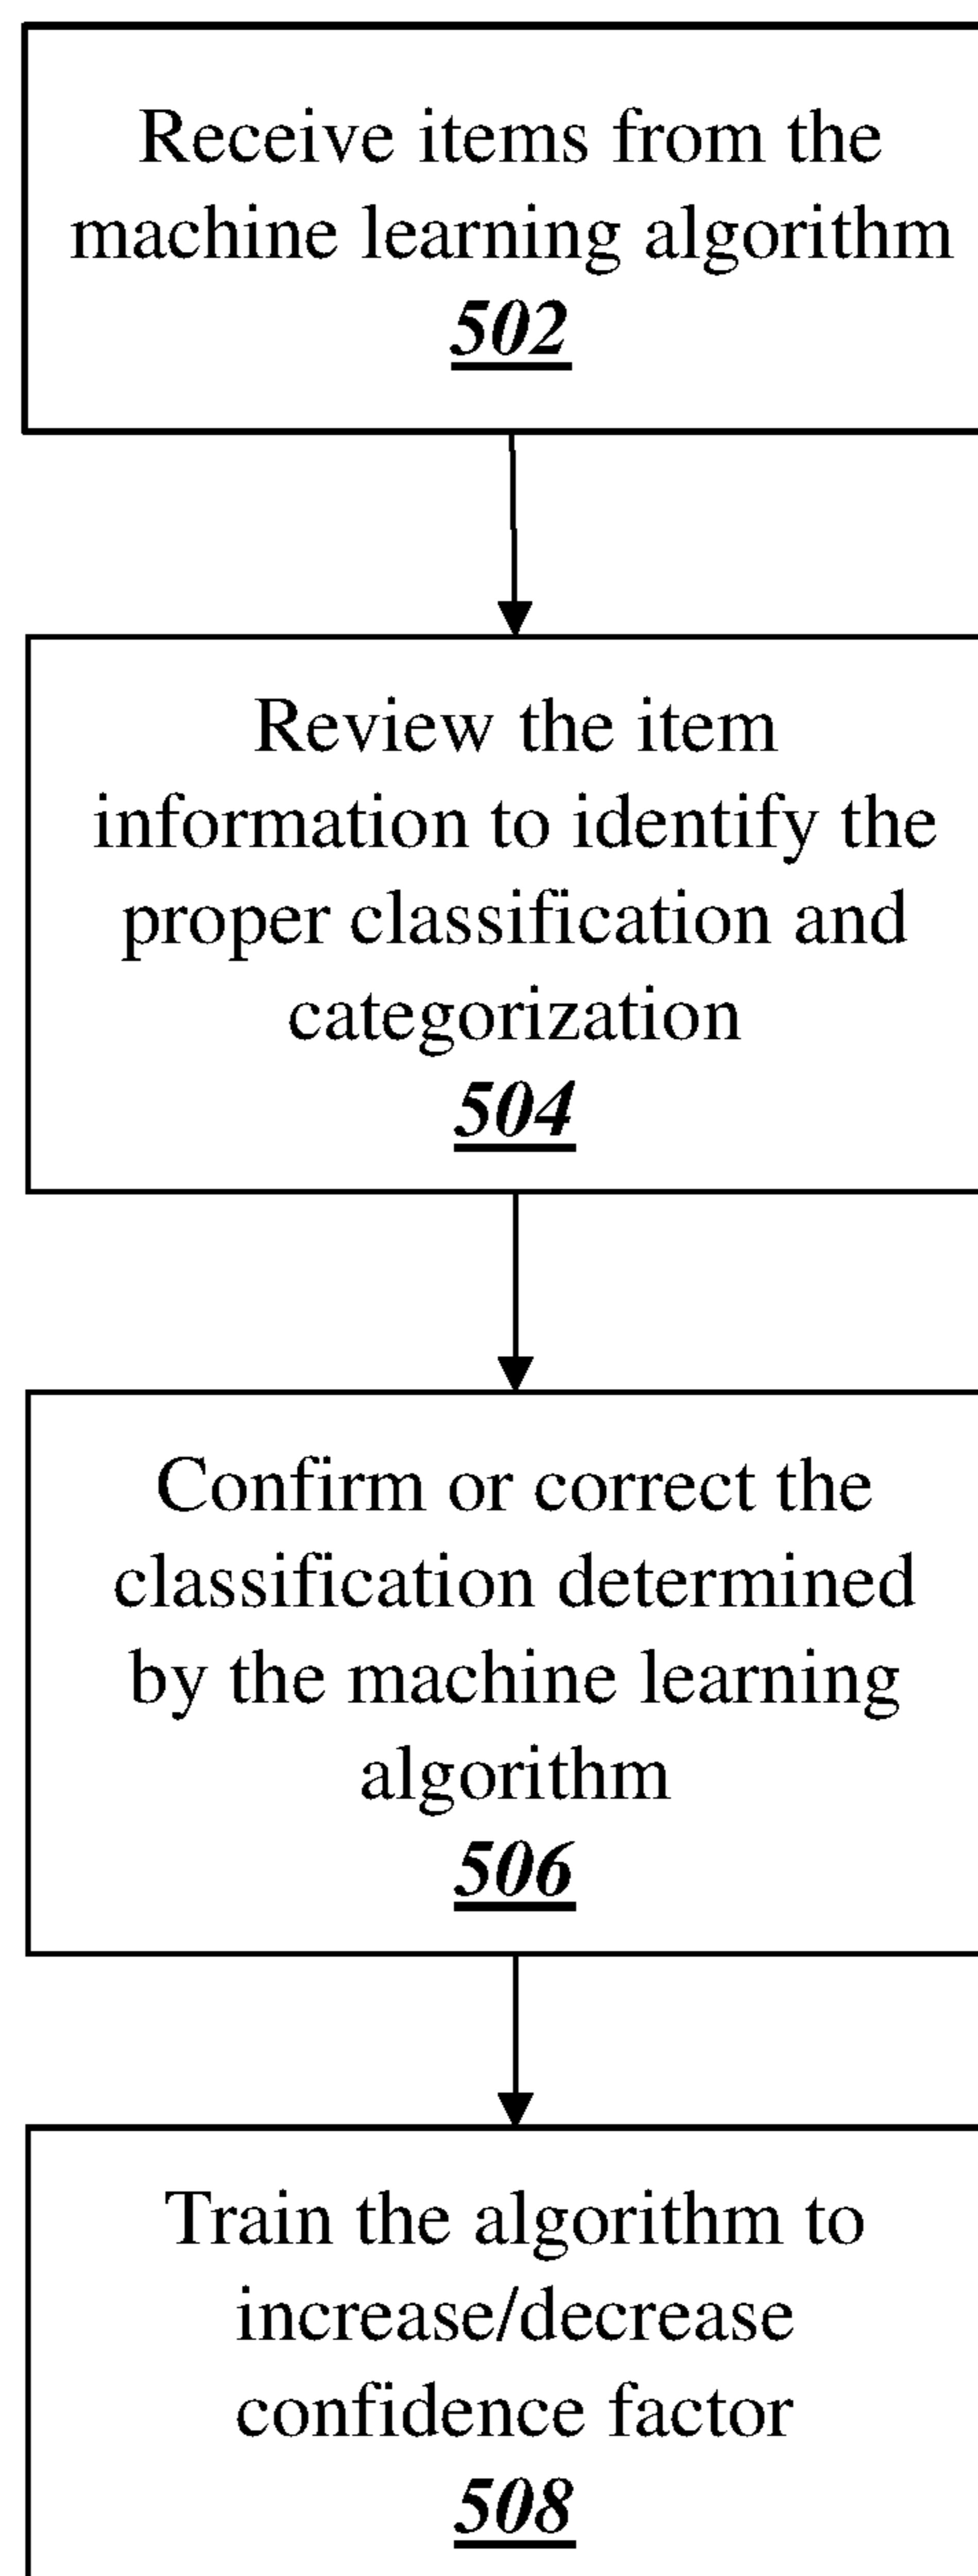 Receive items from the
machine learning algorithm
502
Review the item
information to identify the
proper classification and
categorization
504
Confirm or correct the
classification determined
by the machine learning
algorithm
506
Train the algorithm to
increase/decrease
confidence factor
508